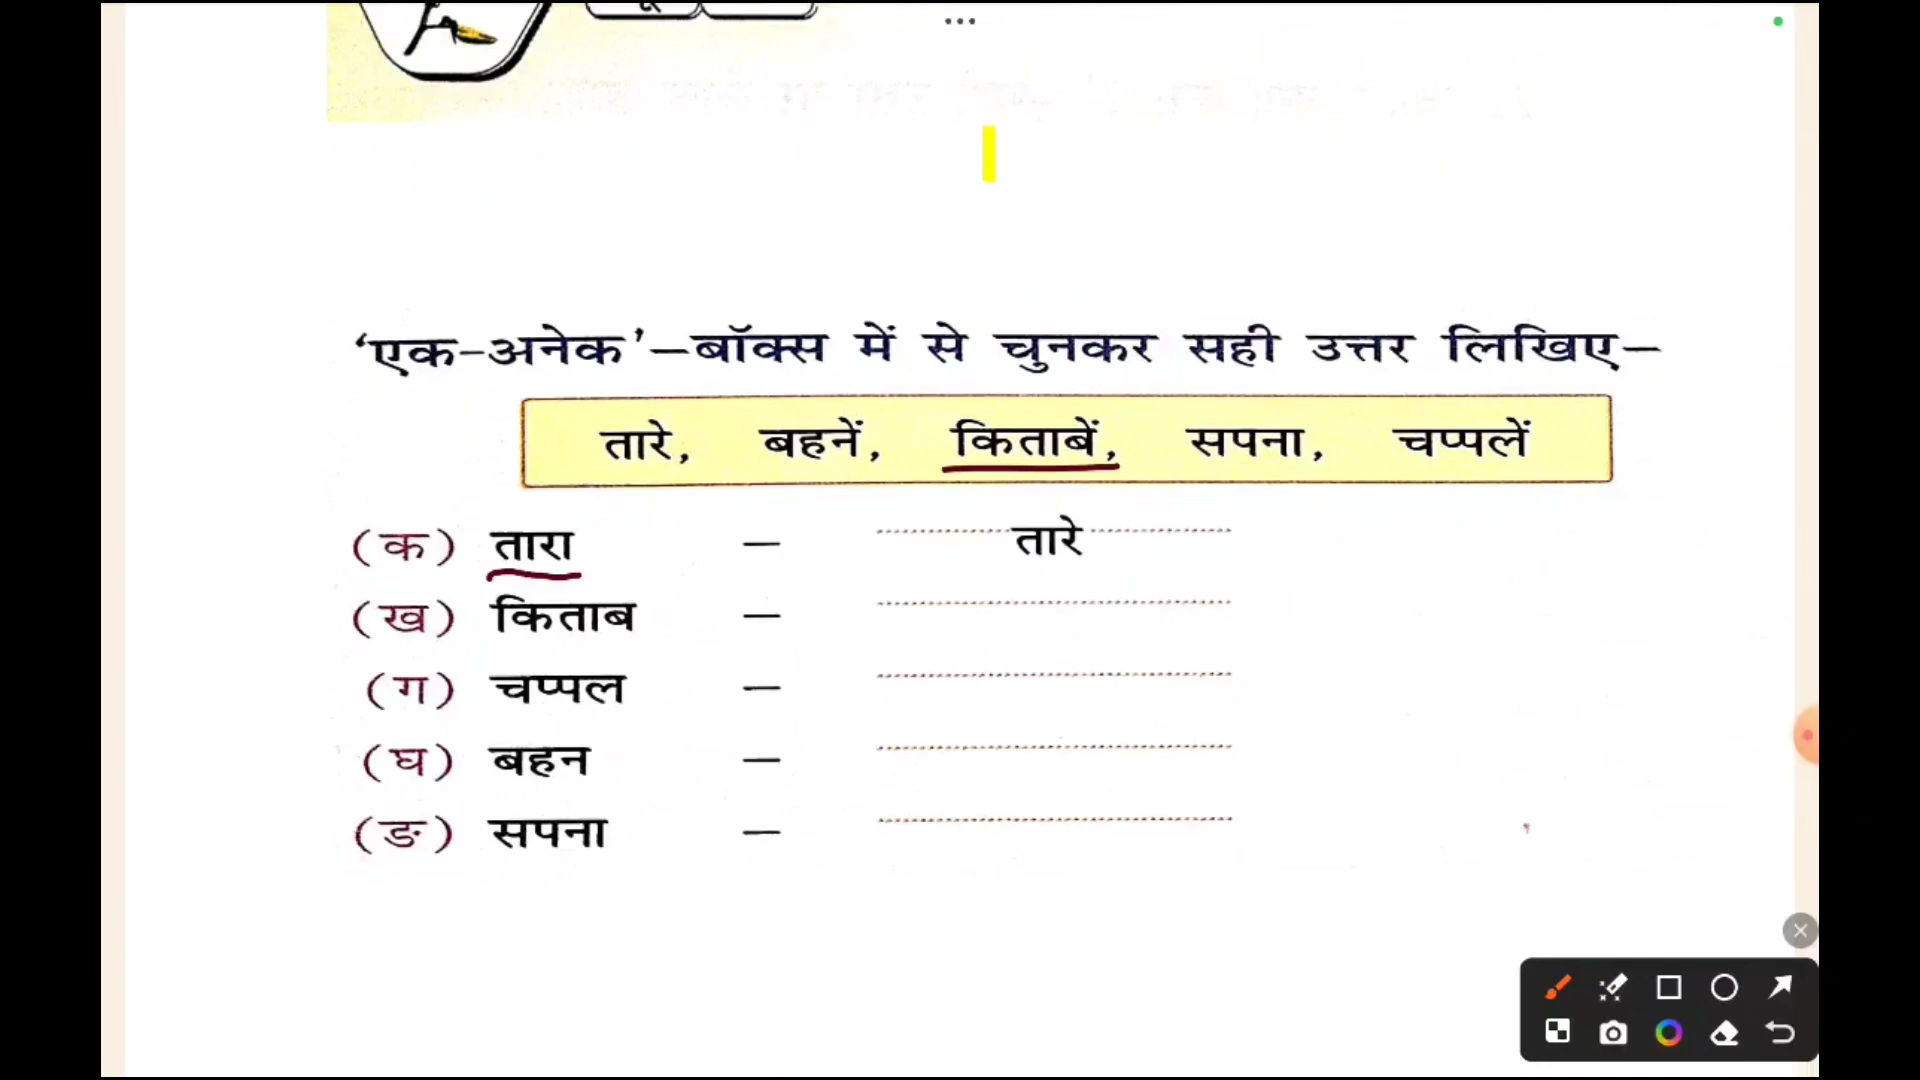 ‘एक-अनेक’–बॉक्स में से चुनकर सही उत्तर लिखिए–
तारे, बहनें, किताबें, सपना, चप्पलें
(क) तारा – तारे
(ख) किताब –
(ग) चप्पल –
(घ) बहन –
(ङ) सपना –